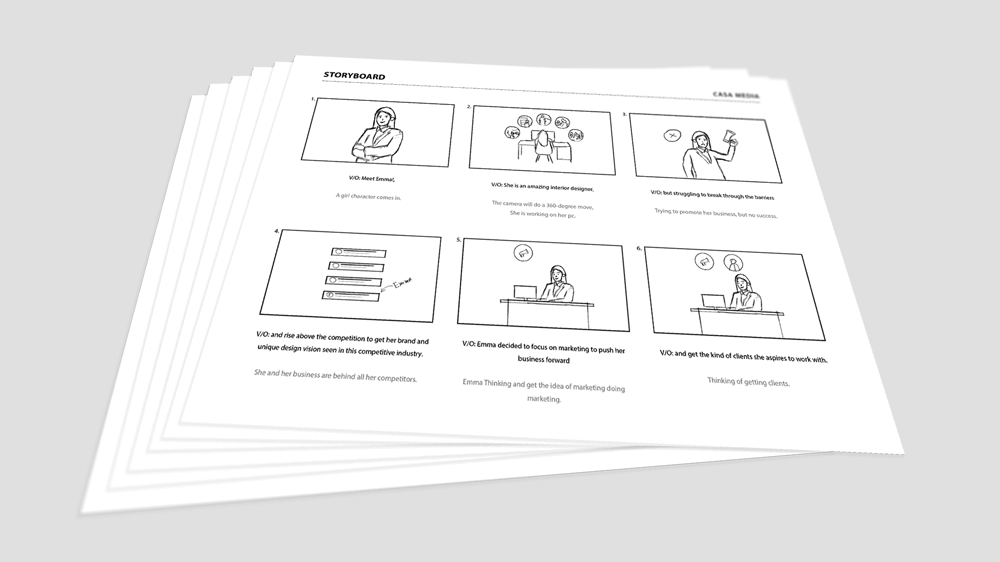 STORYBOARD
CASA MEDIA
1.
2.
3.
V/O: Meet Emma!,
A girl character comes in.
V/O: She is an amazing interior designer,
The camera will do a 360-degree move,
She is working on her pc.
V/O: but struggling to break through the barriers
Trying to promote her business, but no success.
4.
5.
6.
Emma
V/O: and rise above the competition to get her brand and
unique design vision seen in this competitive industry.
She and her business are behind all her competitors.
V/O: Emma decided to focus on marketing to push her
business forward
Emma Thinking and get the idea of marketing doing
marketing.
V/O: and get the kind of clients she aspires to work with.
Thinking of getting clients.